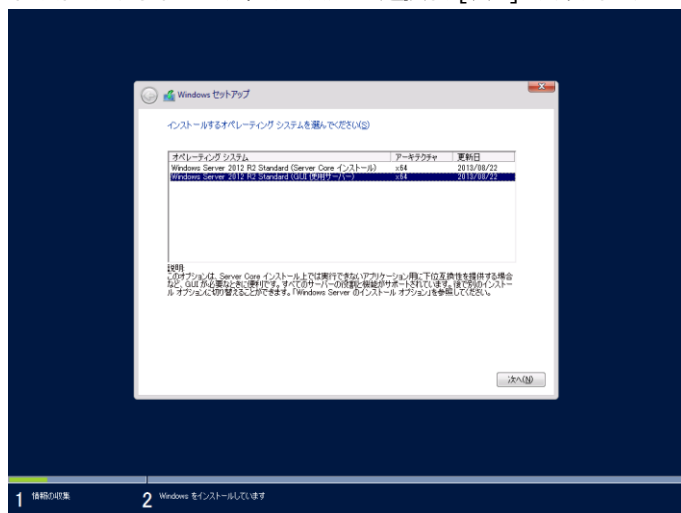 Windows セットアップ
インストールするオペレーティング システムを選んでください(S)
オペレーティング システム アーキテクチャ 更新日
Windows Server 2012 R2 Standard (Server Core インストール) x64 2013/08/22
Windows Server 2012 R2 Standard (GUI 使用サーバー) x64 2013/08/22
説明:
このオプションは、Server Core インストール上では実行できないアプリケーション用に下位互換性を提供する場合
など、GUI が必要なときに便利です。すべてのサーバーの役割と機能がサポートされています。後で別のインストー
ル オプションに切り替えることができます。「Windows Server のインストール オプション」を参照してください。
次へ(N)
1 情報の収集
2 Windows をインストールしています